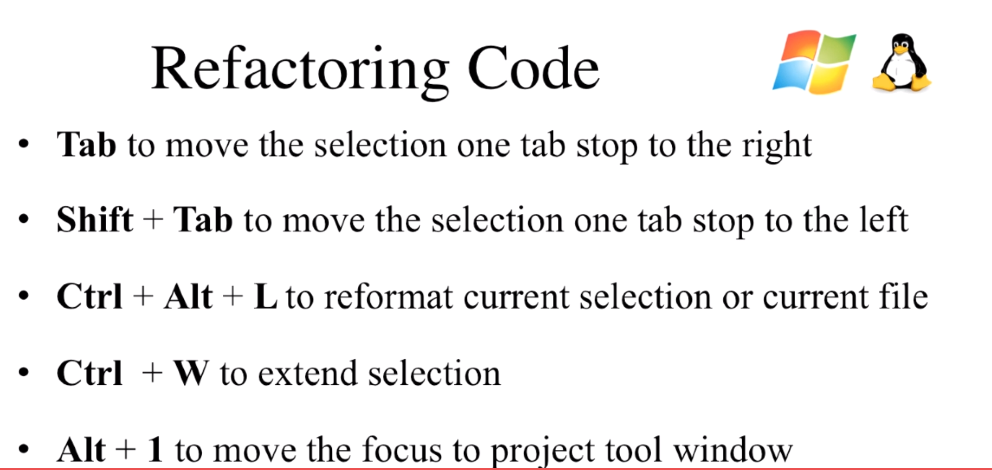 Refactoring Code
• Tab to move the selection one tab stop to the right
• Shift + Tab to move the selection one tab stop to the left
• Ctrl + Alt + L to reformat current selection or current file
• Ctrl + W to extend selection
• Alt + 1 to move the focus to project tool window